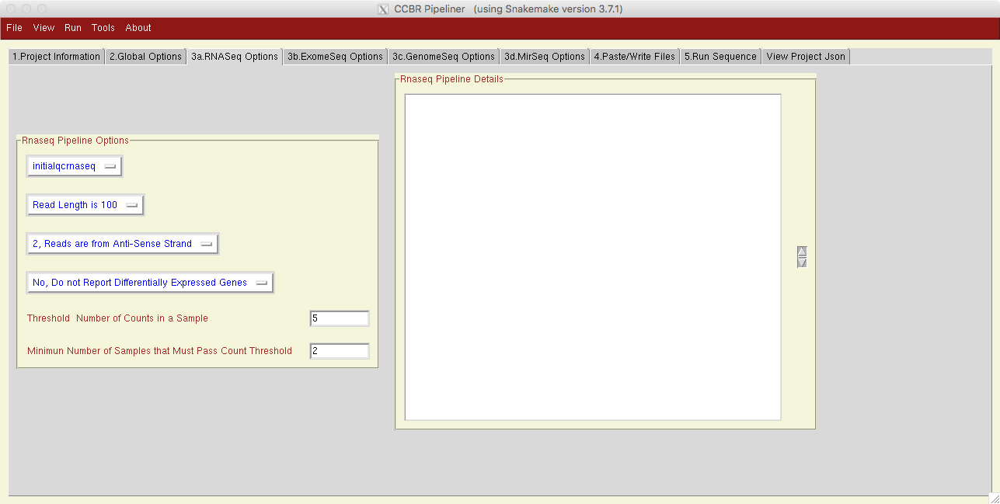 CCBR Pipeliner (using Snakemake version 3.7.1)
File View Run Tools About
1.Project Information 2.Global Options 3a.RNASeq Options 3b.ExomeSeq Options 3c.GenomeSeq Options 3d.MirSeq Options 4.Paste/Write Files 5.Run Sequence View Project Json
Rnaseq Pipeline Details
Rnaseq Pipeline Options
initialqcrnaseq
Read Length is 100
2, Reads are from Anti-Sense Strand
No, Do not Report Differentially Expressed Genes
Threshold Number of Counts in a Sample 5
Minimun Number of Samples that Must Pass Count Threshold 2